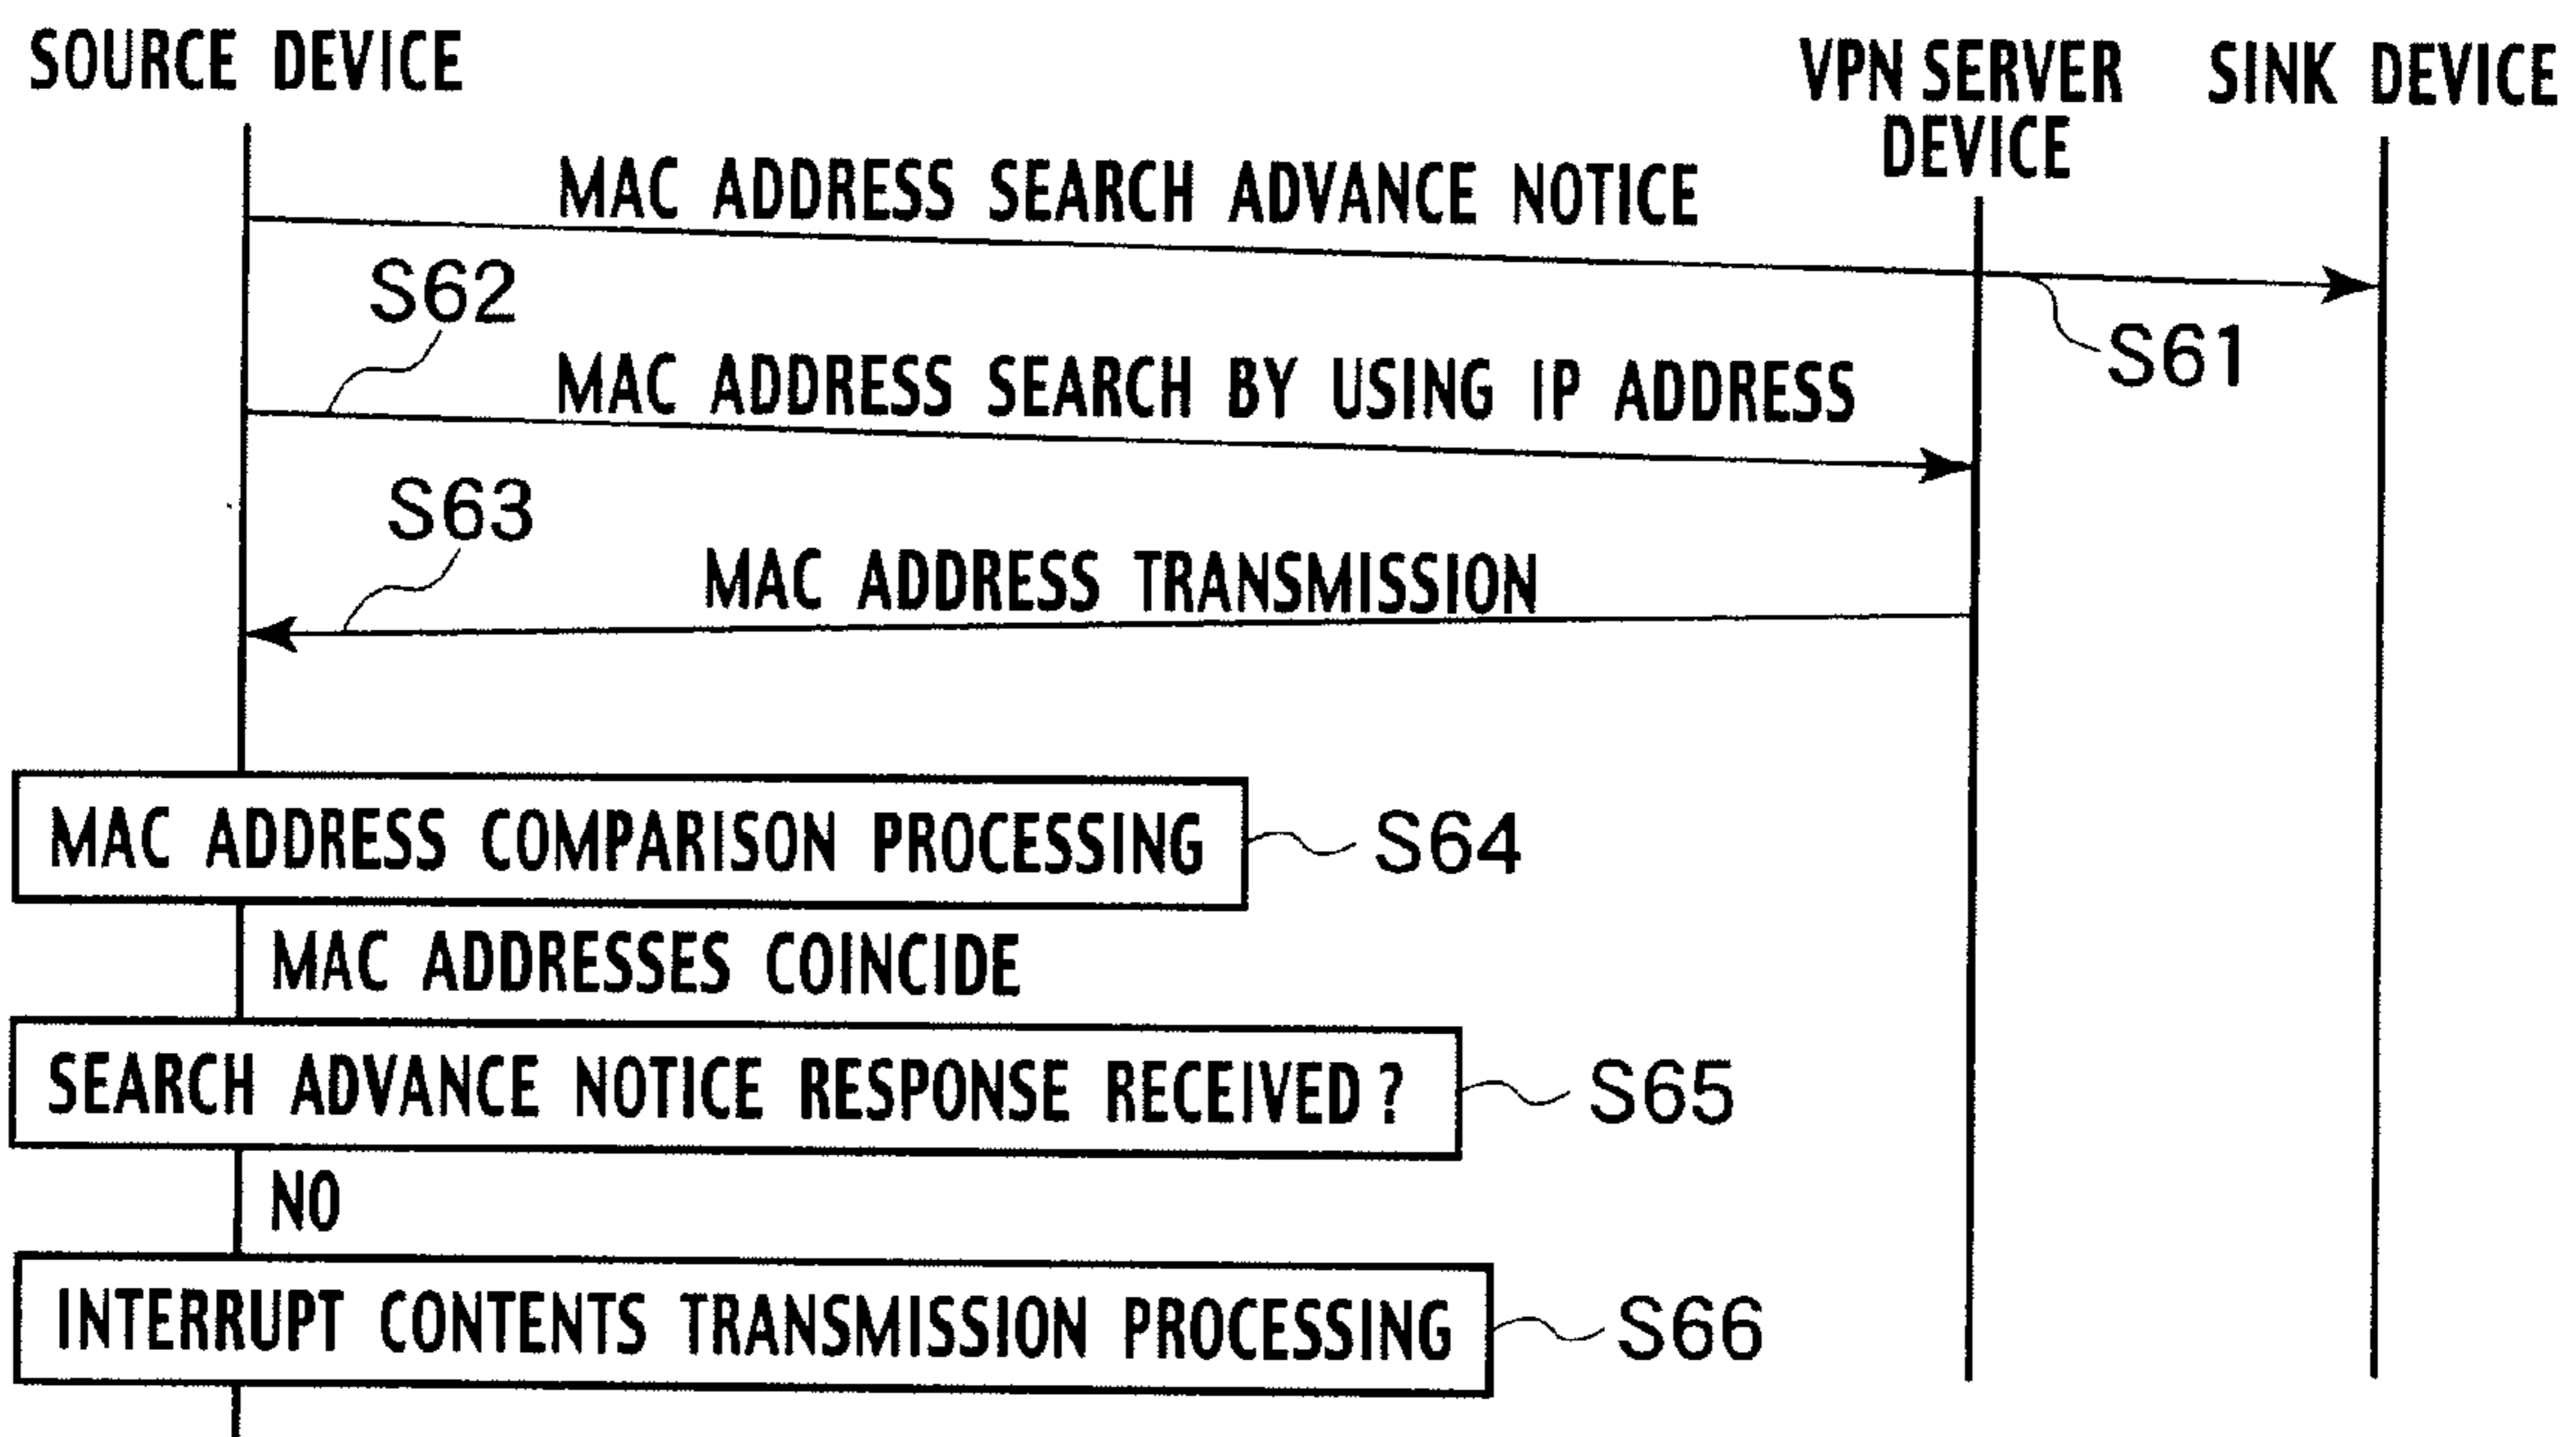 SOURCE DEVICE
VPN SERVER
DEVICE
SINK DEVICE
MAC ADDRESS SEARCH ADVANCE NOTICE
S61
S62
MAC ADDRESS SEARCH BY USING IP ADDRESS
S63
MAC ADDRESS TRANSMISSION
MAC ADDRESS COMPARISON PROCESSING
S64
MAC ADDRESSES COINCIDE
SEARCH ADVANCE NOTICE RESPONSE RECEIVED?
S65
NO
INTERRUPT CONTENTS TRANSMISSION PROCESSING
S66